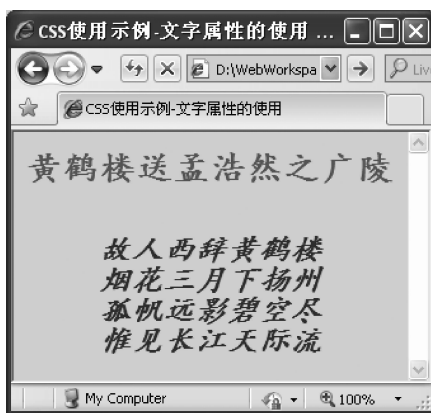 CSS使用示例-文字属性的使用 ...
D:\WebWorkspa
Liv
CSS使用示例-文字属性的使用
黄鹤楼送孟浩然之广陵
故人西辞黄鹤楼
烟花三月下扬州
孤帆远影碧空尽
惟见长江天际流
My Computer
100%